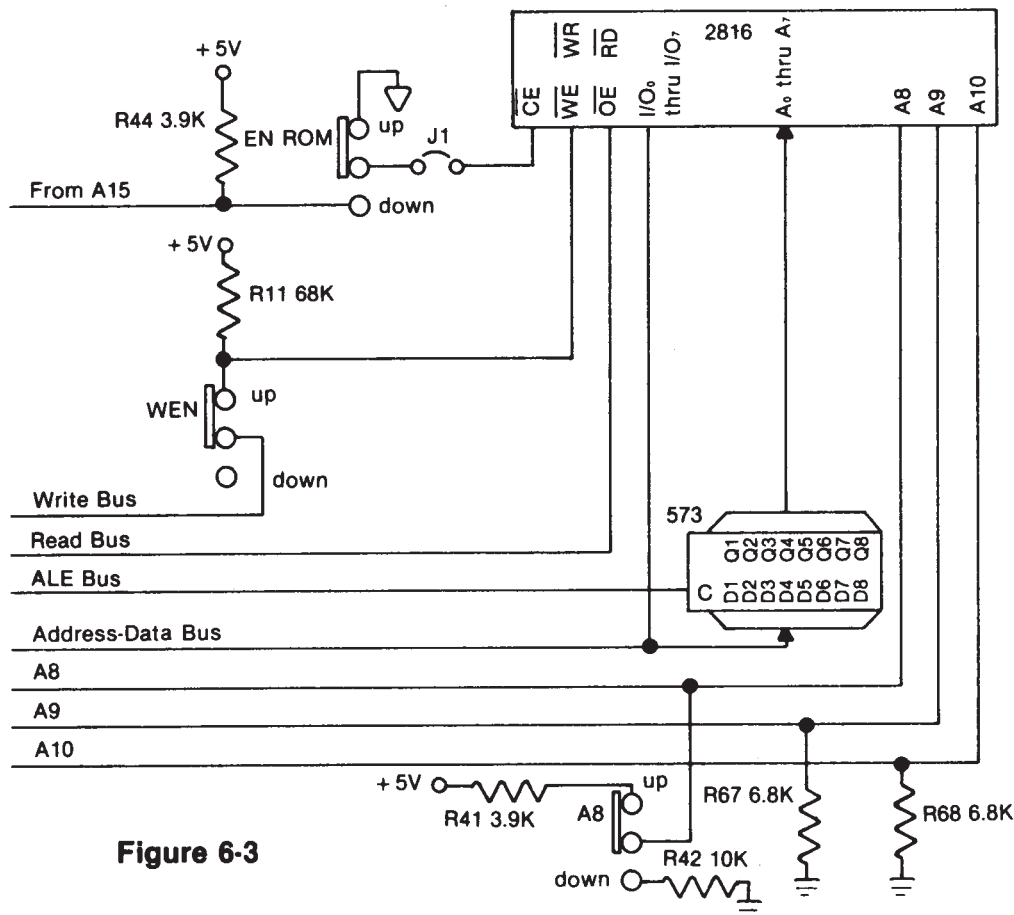 2816
WR
RD
CE
WE
OE
I/O₀
thru I/O₇
A₀ thru A₇
A8
A9
A10
+ 5V
R44 3.9K
EN ROM
up
J1
down
From A15
+ 5V
R11 68K
WEN
up
down
Write Bus
Read Bus
ALE Bus
Address-Data Bus
A8
A9
A10
573
Q1 Q2 Q3 Q4 Q5 Q6 Q7 Q8
C
D1 D2 D3 D4 D5 D6 D7 D8
+ 5V
R41 3.9K
A8
up
down
R42 10K
R67 6.8K
R68 6.8K
Figure 6-3